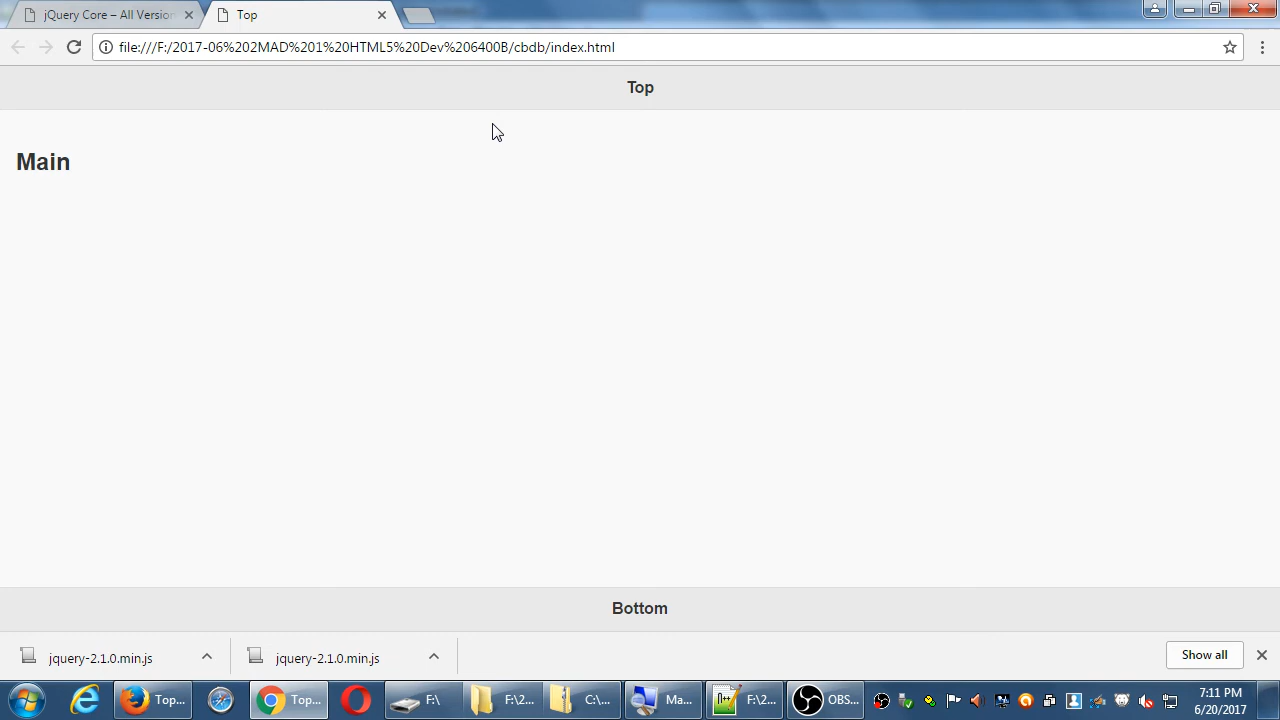 jQuery Core – All Version
Top
file:///F:/2017-06%202MAD%201%20HTML5%20Dev%206400B/cbdb/index.html
Top
Main
Bottom
jquery-2.1.0.min.js
jquery-2.1.0.min.js
Show all
Top...
Top...
F:\
F:\2...
C:\...
Ma...
F:\2...
OBS...
7:11 PM
6/20/2017